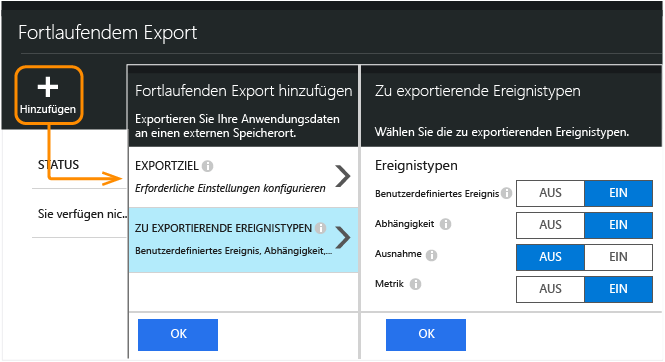 Fortlaufendem Export
Hinzufügen
STATUS
Sie verfügen nic..
Fortlaufenden Export hinzufügen
Exportieren Sie Ihre Anwendungsdaten
an einen externen Speicherort.
EXPORTZIEL
Erforderliche Einstellungen konfigurieren
ZU EXPORTIERENDE EREIGNISTYPEN
Benutzerdefiniertes Ereignis, Abhängigkeit,...
OK
Zu exportierende Ereignistypen
Wählen Sie die zu exportierenden Ereignistypen.
Ereignistypen
Benutzerdefiniertes Ereignis AUS EIN
Abhängigkeit AUS EIN
Ausnahme AUS EIN
Metrik AUS EIN
OK